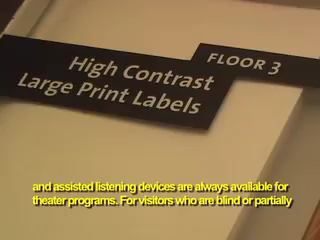 FLOOR 3
High Contrast
Large Print Labels
and assisted listening devices are always available for
theater programs. For visitors who are blind or partially